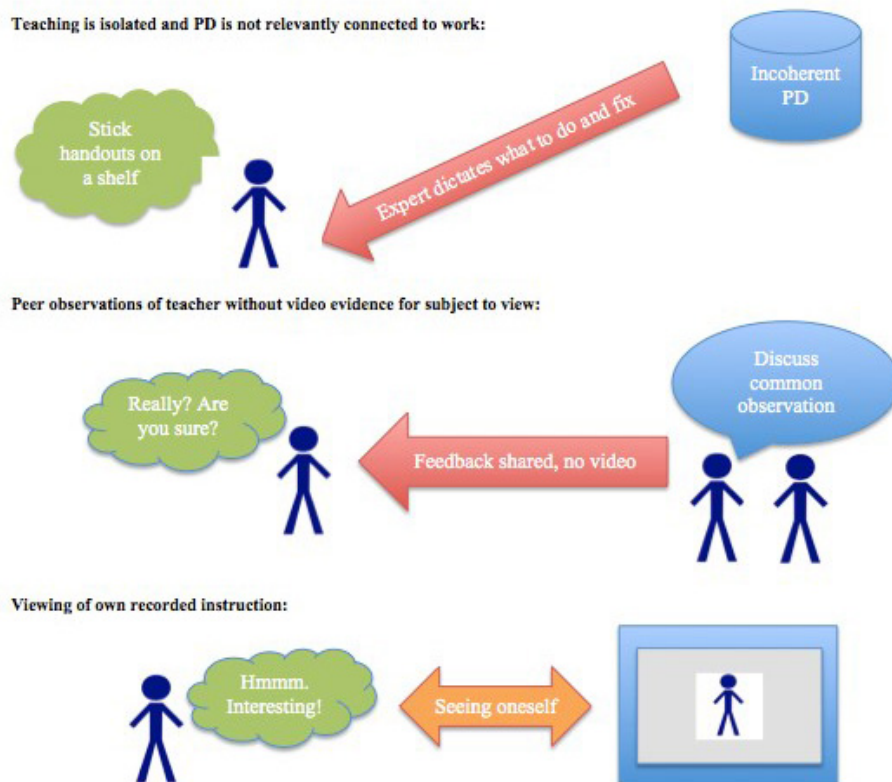 Teaching is isolated and PD is not relevantly connected to work:
Incoherent
PD
Stick
handouts on
a shelf
Expert dictates what to do and fix
Peer observations of teacher without video evidence for subject to view:
Discuss
common
observation
Really? Are
you sure?
Feedback shared, no video
Viewing of own recorded instruction:
Hmmm.
Interesting!
Seeing oneself